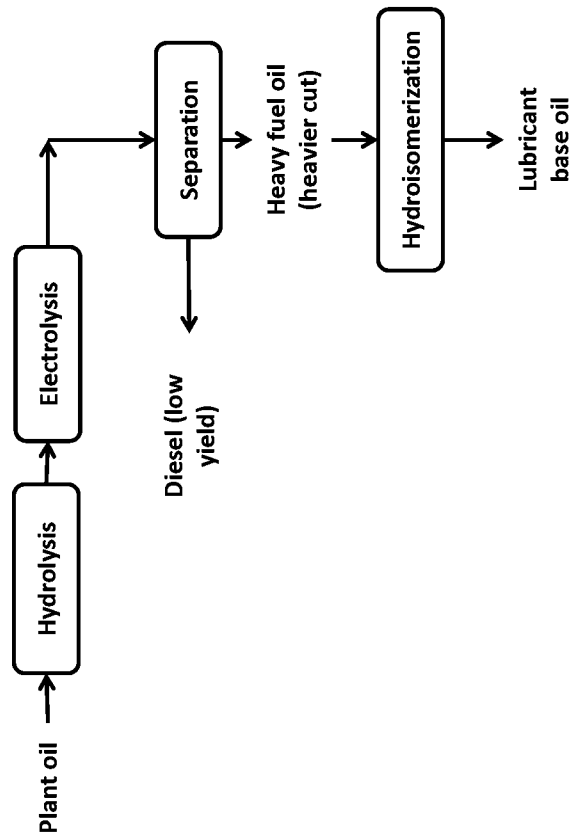 Plant oil
Hydrolysis
Electrolysis
Separation
Diesel (low
yield)
Heavy fuel oil
(heavier cut)
Hydroisomerization
Lubricant
base oil